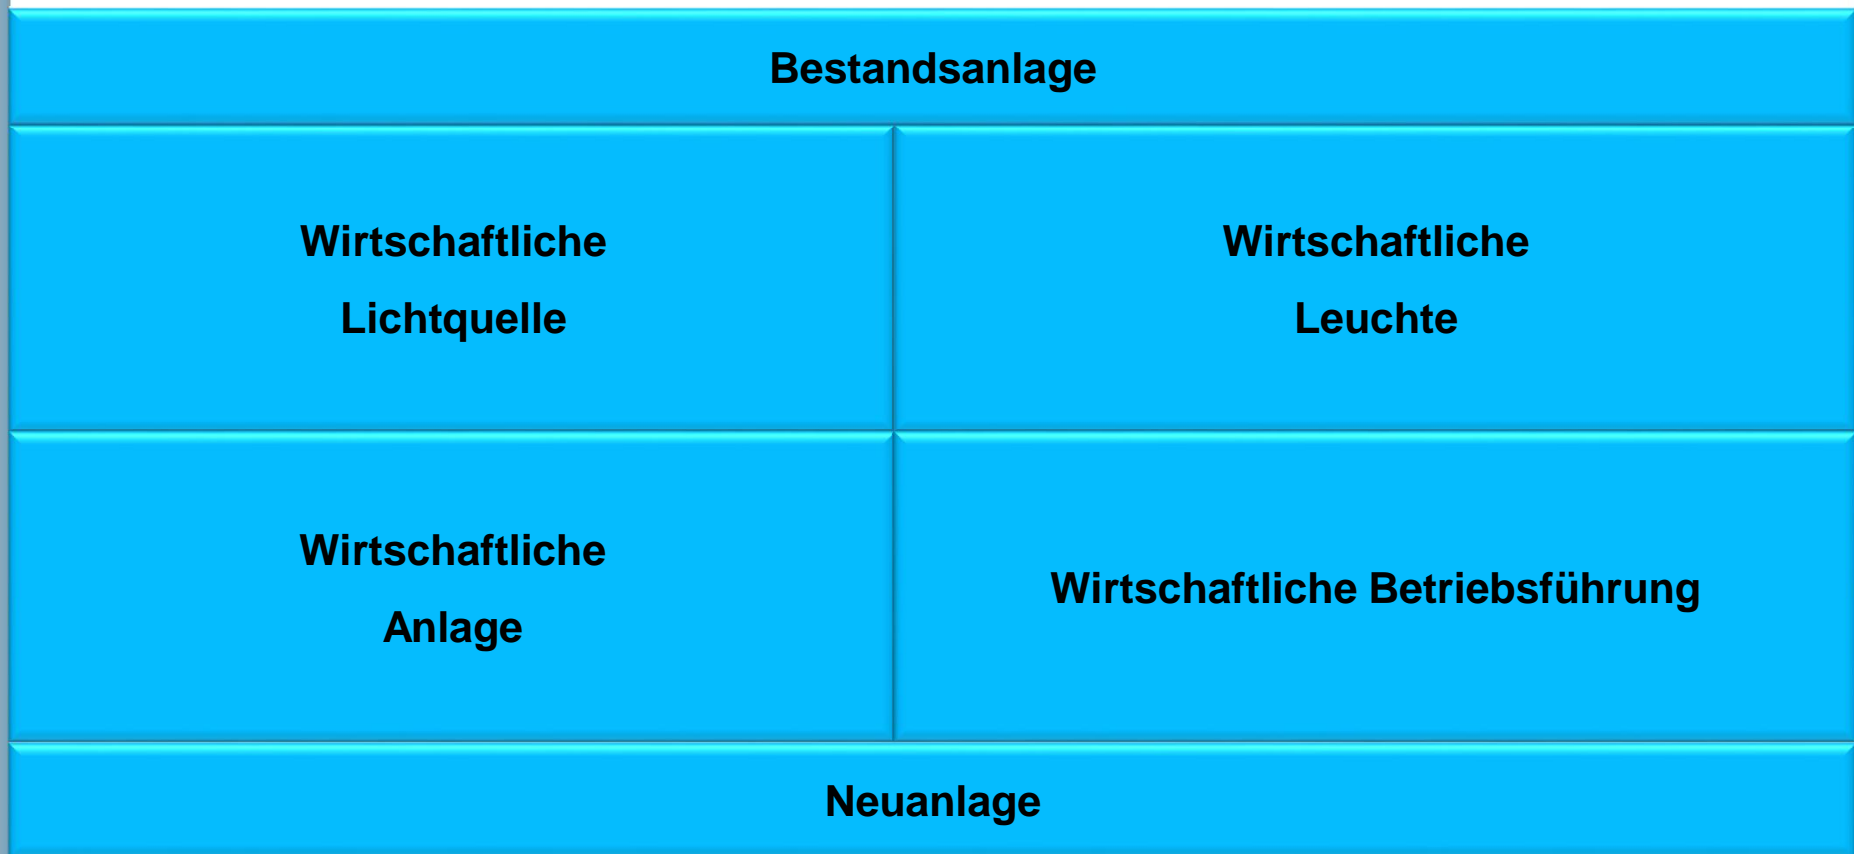 Bestandsanlage
Wirtschaftliche
Lichtquelle
Wirtschaftliche
Leuchte
Wirtschaftliche
Anlage
Wirtschaftliche Betriebsführung
Neuanlage